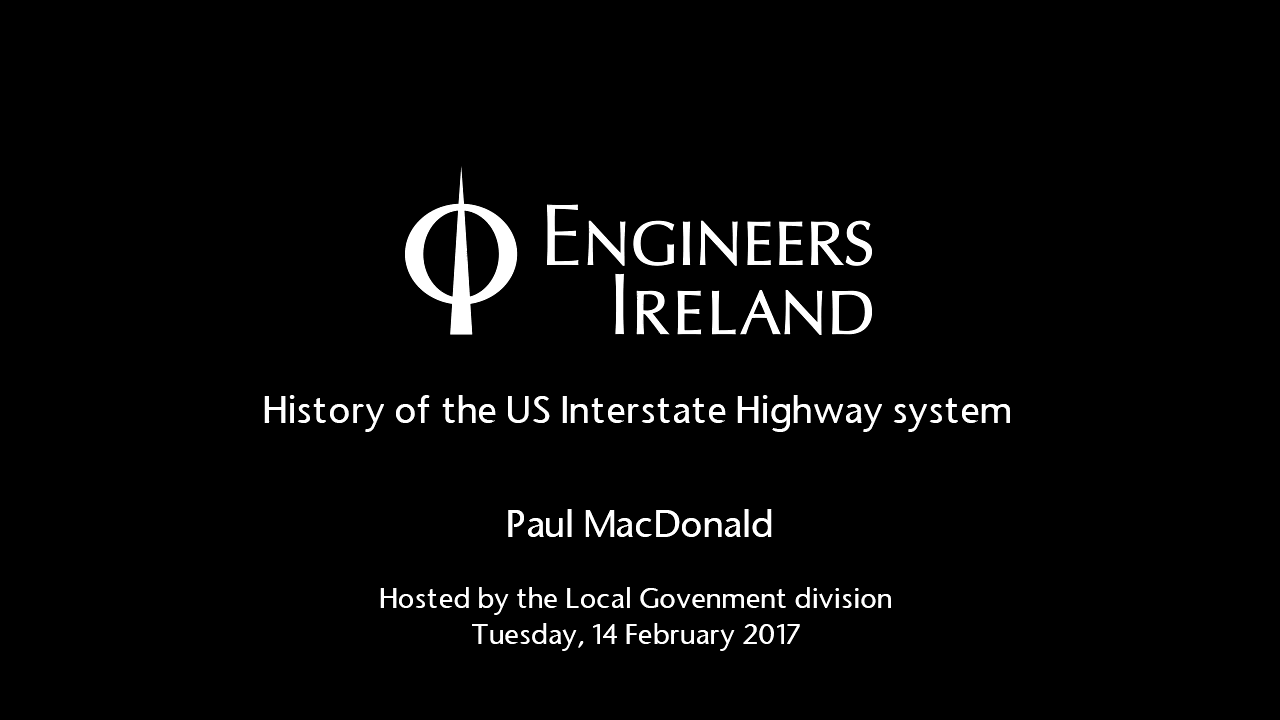 ENGINEERS
IRELAND
History of the US Interstate Highway system
Paul MacDonald
Hosted by the Local Govenment division
Tuesday, 14 February 2017